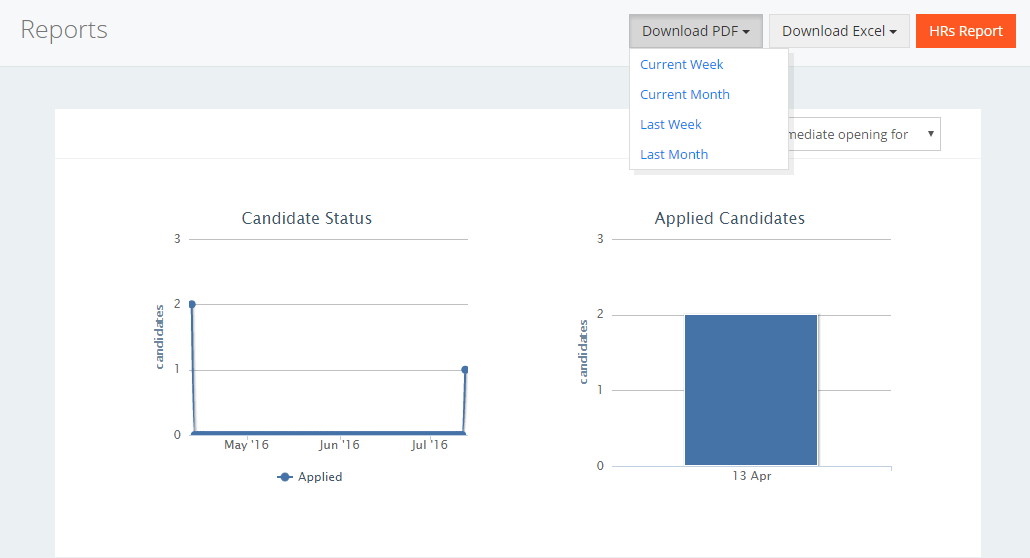 Reports
Download PDF
Download Excel
HRs Report
Current Week
Current Month
Last Week
Last Month
opening for
Candidate Status
3
2
1
0
candidates
May '16
Jun '16
Jul '16
Applied
Applied Candidates
3
2
1
0
candidates
13 Apr